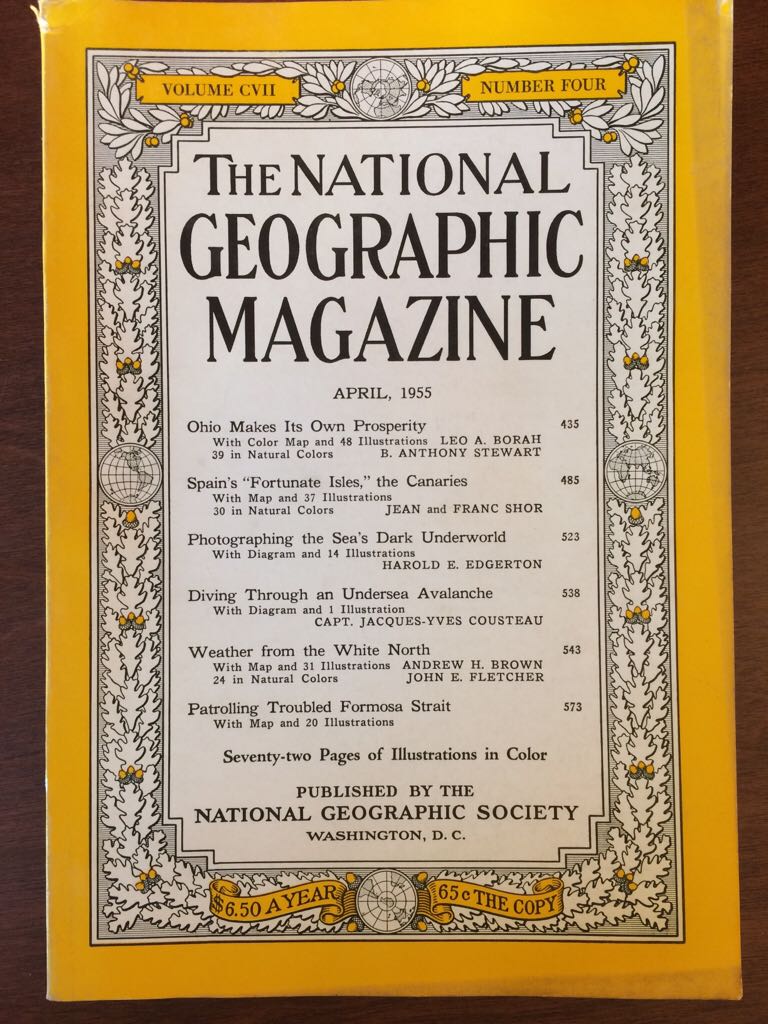 VOLUME CVII NUMBER FOUR
THE NATIONAL
GEOGRAPHIC
MAGAZINE
APRIL, 1955
Ohio Makes Its Own Prosperity 435
With Color Map and 48 Illustrations LEO A. BORAH
39 in Natural Colors B. ANTHONY STEWART
Spain's "Fortunate Isles," the Canaries 485
With Map and 37 Illustrations
30 in Natural Colors JEAN and FRANC SHOR
Photographing the Sea's Dark Underworld 523
With Diagram and 14 Illustrations
HAROLD E. EDGERTON
Diving Through an Undersea Avalanche 538
With Diagram and 1 Illustration
CAPT. JACQUES-YVES COUSTEAU
Weather from the White North 543
With Map and 31 Illustrations ANDREW H. BROWN
24 in Natural Colors JOHN E. FLETCHER
Patrolling Troubled Formosa Strait 573
With Map and 20 Illustrations
Seventy-two Pages of Illustrations in Color
PUBLISHED BY THE
NATIONAL GEOGRAPHIC SOCIETY
WASHINGTON, D. C.
$6.50 A YEAR 65c THE COPY